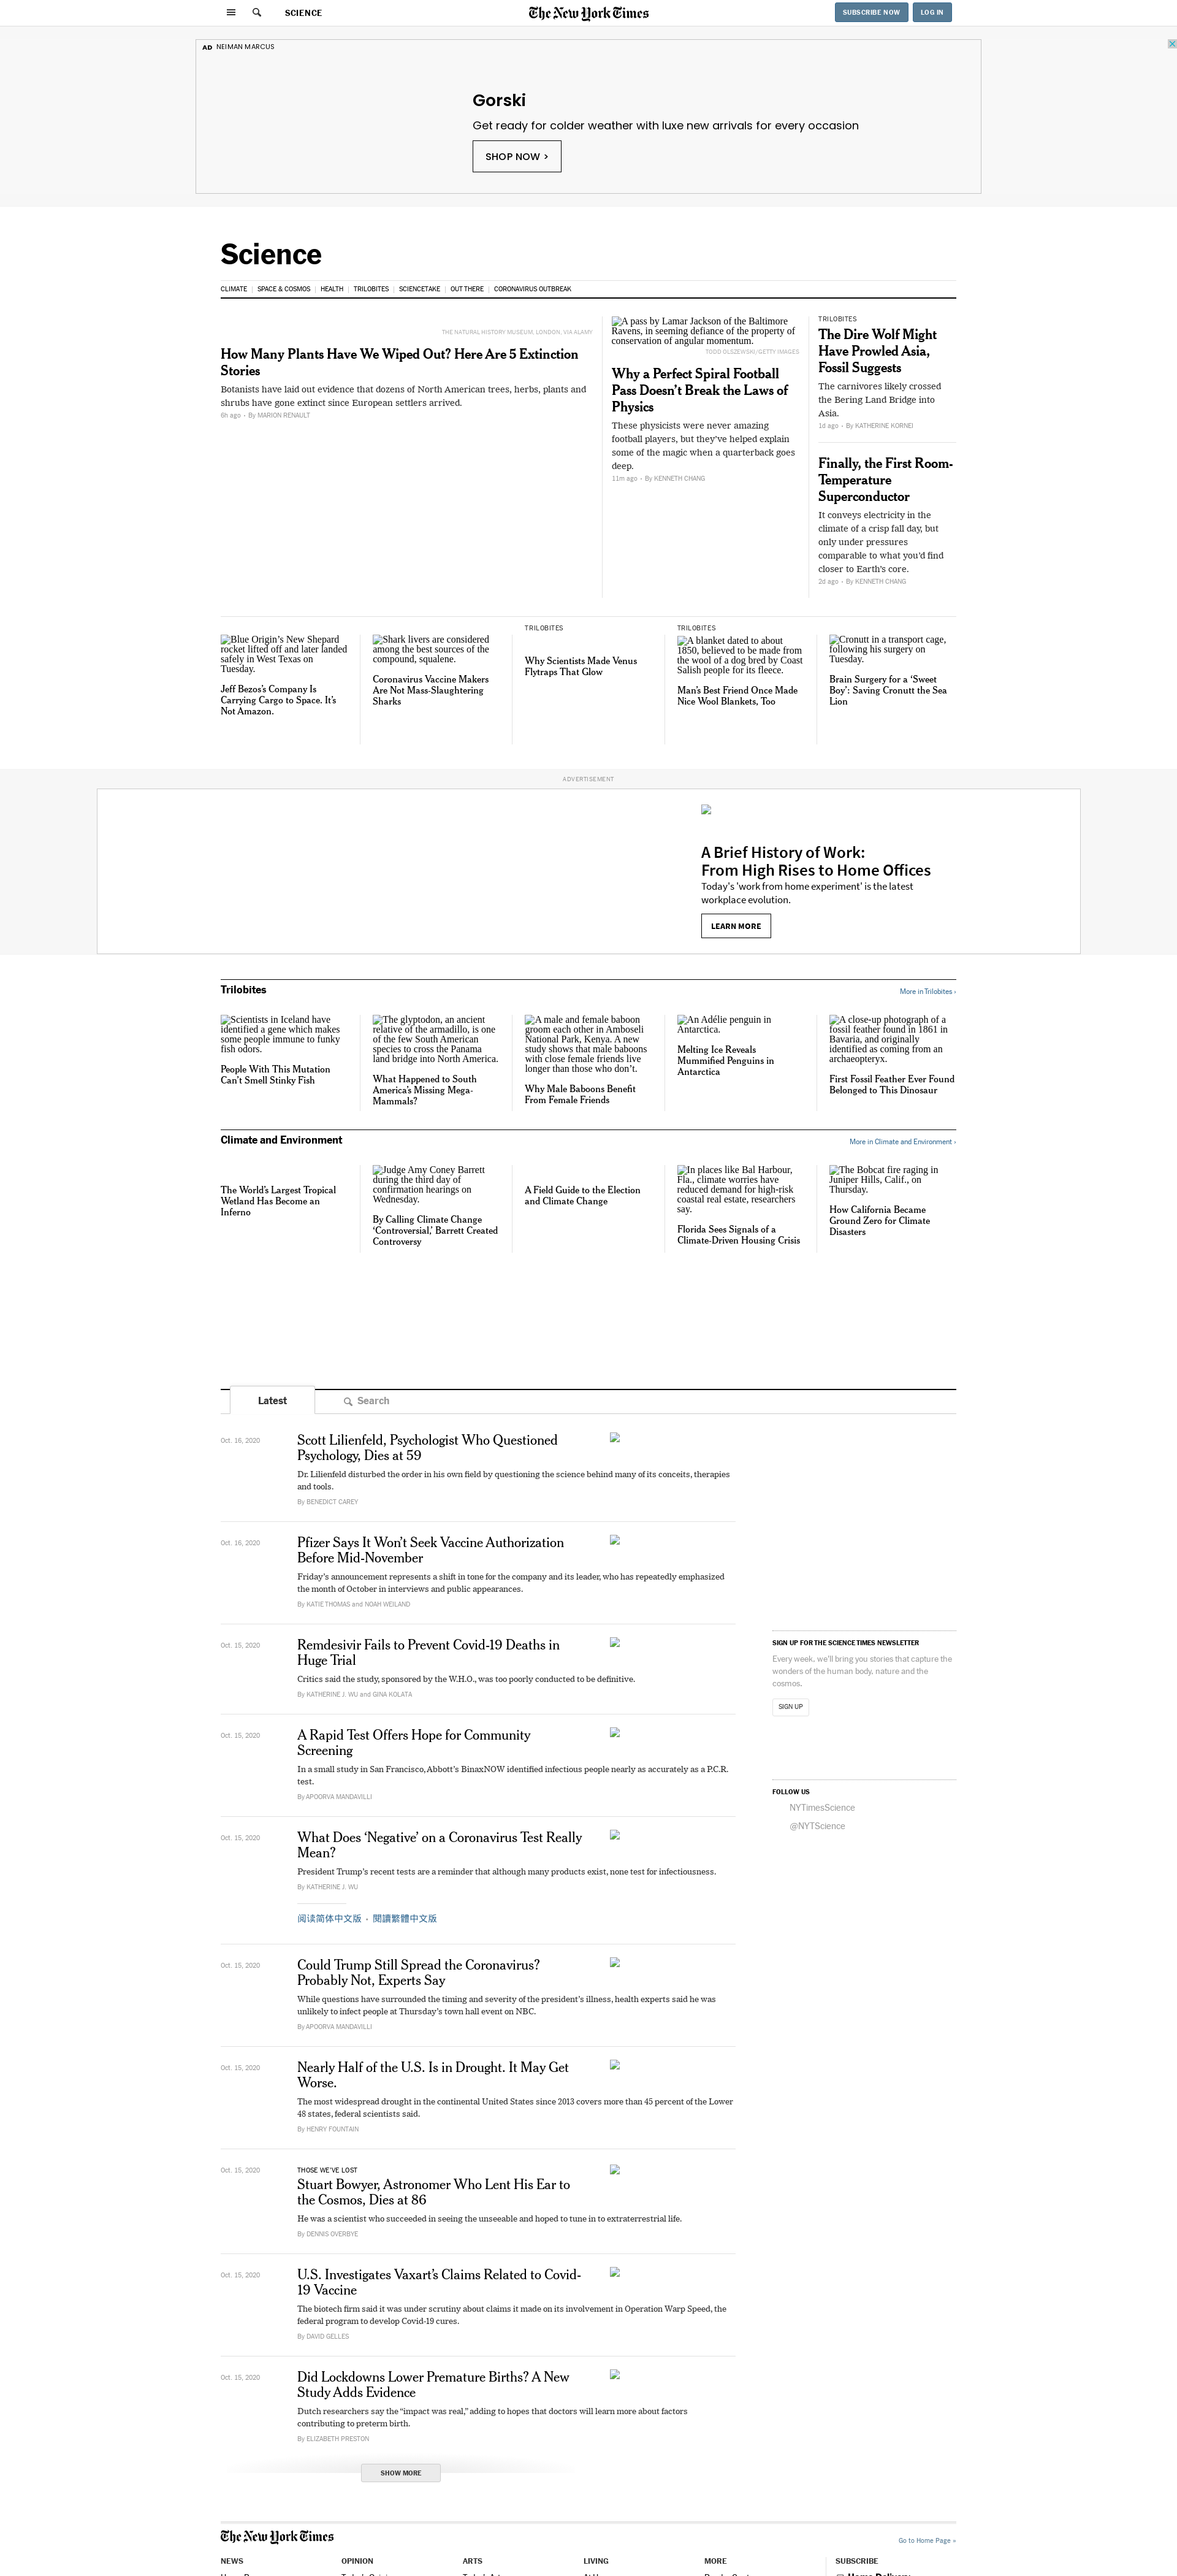 SCIENCE
The New York Times
SUBSCRIBE NOW
LOG IN
AD NEIMAN MARCUS
Gorski
Get ready for colder weather with luxe new arrivals for every occasion
SHOP NOW >
Science
CLIMATE
SPACE & COSMOS
HEALTH
TRILOBITES
SCIENCETAKE
OUT THERE
CORONAVIRUS OUTBREAK
THE NATURAL HISTORY MUSEUM, LONDON, VIA ALAMY
How Many Plants Have We Wiped Out? Here Are 5 Extinction
Stories
Botanists have laid out evidence that dozens of North American trees, herbs, plants and
shrubs have gone extinct since European settlers arrived.
6h ago · By MARION RENAULT
A pass by Lamar Jackson of the Baltimore
Ravens, in seeming defiance of the property of
conservation of angular momentum.
TODD OLSZEWSKI/GETTY IMAGES
Why a Perfect Spiral Football
Pass Doesn’t Break the Laws of
Physics
These physicists were never amazing
football players, but they’ve helped explain
some of the magic when a quarterback goes
deep.
11m ago · By KENNETH CHANG
TRILOBITES
The Dire Wolf Might
Have Prowled Asia,
Fossil Suggests
The carnivores likely crossed
the Bering Land Bridge into
Asia.
1d ago · By KATHERINE KORNEI
Finally, the First Room-
Temperature
Superconductor
It conveys electricity in the
climate of a crisp fall day, but
only under pressures
comparable to what you’d find
closer to Earth’s core.
2d ago · By KENNETH CHANG
Blue Origin’s New Shepard
rocket lifted off and later landed
safely in West Texas on
Tuesday.
Jeff Bezos’s Company Is
Carrying Cargo to Space. It’s
Not Amazon.
Shark livers are considered
among the best sources of the
compound, squalene.
Coronavirus Vaccine Makers
Are Not Mass-Slaughtering
Sharks
TRILOBITES
Why Scientists Made Venus
Flytraps That Glow
TRILOBITES
A blanket dated to about
1850, believed to be made from
the wool of a dog bred by Coast
Salish people for its fleece.
Man’s Best Friend Once Made
Nice Wool Blankets, Too
Cronutt in a transport cage,
following his surgery on
Tuesday.
Brain Surgery for a ‘Sweet
Boy’: Saving Cronutt the Sea
Lion
ADVERTISEMENT
A Brief History of Work:
From High Rises to Home Offices
Today's 'work from home experiment' is the latest
workplace evolution.
LEARN MORE
Trilobites
More in Trilobites ›
Scientists in Iceland have
identified a gene which makes
some people immune to funky
fish odors.
People With This Mutation
Can’t Smell Stinky Fish
The glyptodon, an ancient
relative of the armadillo, is one
of the few South American
species to cross the Panama
land bridge into North America.
What Happened to South
America’s Missing Mega-
Mammals?
A male and female baboon
groom each other in Amboseli
National Park, Kenya. A new
study shows that male baboons
with close female friends live
longer than those who don’t.
Why Male Baboons Benefit
From Female Friends
An Adélie penguin in
Antarctica.
Melting Ice Reveals
Mummified Penguins in
Antarctica
A close-up photograph of a
fossil feather found in 1861 in
Bavaria, and originally
identified as coming from an
archaeopteryx.
First Fossil Feather Ever Found
Belonged to This Dinosaur
Climate and Environment
More in Climate and Environment ›
The World’s Largest Tropical
Wetland Has Become an
Inferno
Judge Amy Coney Barrett
during the third day of
confirmation hearings on
Wednesday.
By Calling Climate Change
‘Controversial,’ Barrett Created
Controversy
A Field Guide to the Election
and Climate Change
In places like Bal Harbour,
Fla., climate worries have
reduced demand for high-risk
coastal real estate, researchers
say.
Florida Sees Signals of a
Climate-Driven Housing Crisis
The Bobcat fire raging in
Juniper Hills, Calif., on
Thursday.
How California Became
Ground Zero for Climate
Disasters
Latest
Search
Oct. 16, 2020
Scott Lilienfeld, Psychologist Who Questioned
Psychology, Dies at 59
Dr. Lilienfeld disturbed the order in his own field by questioning the science behind many of its conceits, therapies
and tools.
By BENEDICT CAREY
Oct. 16, 2020
Pfizer Says It Won’t Seek Vaccine Authorization
Before Mid-November
Friday’s announcement represents a shift in tone for the company and its leader, who has repeatedly emphasized
the month of October in interviews and public appearances.
By KATIE THOMAS and NOAH WEILAND
Oct. 15, 2020
Remdesivir Fails to Prevent Covid-19 Deaths in
Huge Trial
Critics said the study, sponsored by the W.H.O., was too poorly conducted to be definitive.
By KATHERINE J. WU and GINA KOLATA
Oct. 15, 2020
A Rapid Test Offers Hope for Community
Screening
In a small study in San Francisco, Abbott’s BinaxNOW identified infectious people nearly as accurately as a P.C.R.
test.
By APOORVA MANDAVILLI
Oct. 15, 2020
What Does ‘Negative’ on a Coronavirus Test Really
Mean?
President Trump’s recent tests are a reminder that although many products exist, none test for infectiousness.
By KATHERINE J. WU
阅读简体中文版 · 閱讀繁體中文版
Oct. 15, 2020
Could Trump Still Spread the Coronavirus?
Probably Not, Experts Say
While questions have surrounded the timing and severity of the president’s illness, health experts said he was
unlikely to infect people at Thursday’s town hall event on NBC.
By APOORVA MANDAVILLI
Oct. 15, 2020
Nearly Half of the U.S. Is in Drought. It May Get
Worse.
The most widespread drought in the continental United States since 2013 covers more than 45 percent of the Lower
48 states, federal scientists said.
By HENRY FOUNTAIN
Oct. 15, 2020
THOSE WE’VE LOST
Stuart Bowyer, Astronomer Who Lent His Ear to
the Cosmos, Dies at 86
He was a scientist who succeeded in seeing the unseeable and hoped to tune in to extraterrestrial life.
By DENNIS OVERBYE
Oct. 15, 2020
U.S. Investigates Vaxart’s Claims Related to Covid-
19 Vaccine
The biotech firm said it was under scrutiny about claims it made on its involvement in Operation Warp Speed, the
federal program to develop Covid-19 cures.
By DAVID GELLES
Oct. 15, 2020
Did Lockdowns Lower Premature Births? A New
Study Adds Evidence
Dutch researchers say the “impact was real,” adding to hopes that doctors will learn more about factors
contributing to preterm birth.
By ELIZABETH PRESTON
SHOW MORE
SIGN UP FOR THE SCIENCE TIMES NEWSLETTER
Every week, we'll bring you stories that capture the
wonders of the human body, nature and the
cosmos.
SIGN UP
FOLLOW US
NYTimesScience
@NYTScience
The New York Times
Go to Home Page »
NEWS
OPINION
ARTS
LIVING
MORE
SUBSCRIBE